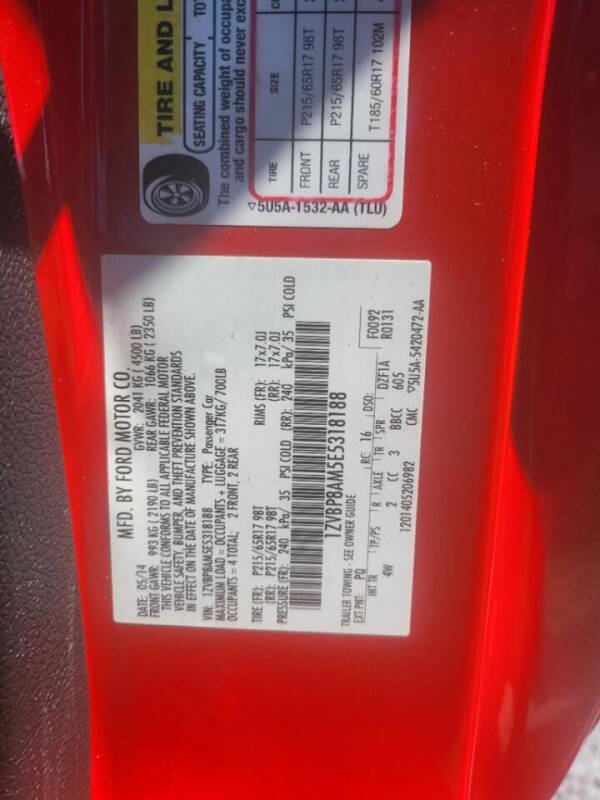 TIRE AND L
SEATING CAPACITY TO
The combined weight of occupa
and cargo should never exc
TIRE SIZE
FRONT P215/65R17 98T
REAR P215/65R17 98T
SPARE T185/60R17 102M
5U5A-1532-AA (TLU)
MFD. BY FORD MOTOR CO.
DATE: 05/14 GVWR: 2041 KG (4500 LB)
FRONT GAWR: 993 KG (2190 LB) REAR GAWR: 1066 KG (2350 LB)
THIS VEHICLE CONFORMS TO ALL APPLICABLE FEDERAL MOTOR
VEHICLE SAFETY, BUMPER, AND THEFT PREVENTION STANDARDS
IN EFFECT ON THE DATE OF MANUFACTURE SHOWN ABOVE.
VIN: 1ZVBP8AM5E5318188 TYPE: Passenger Car
MAXIMUM LOAD = OCCUPANTS + LUGGAGE = 317KG/700LB
OCCUPANTS = 4 TOTAL: 2 FRONT, 2 REAR
TIRE (FR): P215/65R17 98T RIMS (FR): 17x7.0J
(RR): P215/65R17 98T (RR): 17x7.0J
PRESSURE (FR): 240 kPa/ 35 PSI COLD (RR): 240 kPa/ 35 PSI COLD
1ZVBP8AM5E5318188
TRAILER TOWING - SEE OWNER GUIDE
EXT PNT: PQ RC: 16 DSO: F0092
R0131
INT TR TP/PS R AXLE TR SPR DZF1A
4W 2 CC 3 BBCC 605
1201405206982 CMC 5U5A-5420472-AA